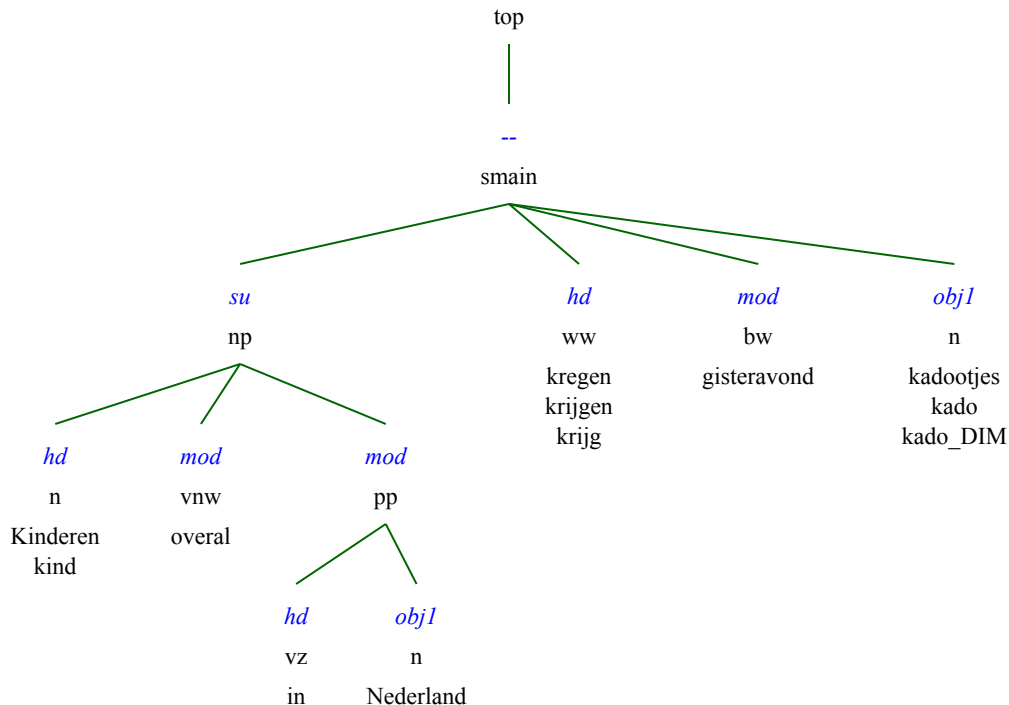 top
--
smain
su hd mod obj1
np ww bw n
kregen gisteravond kadootjes
krijgen kado
krijg kado_DIM
hd mod mod
n vnw pp
Kinderen overal
kind
hd obj1
vz n
in Nederland